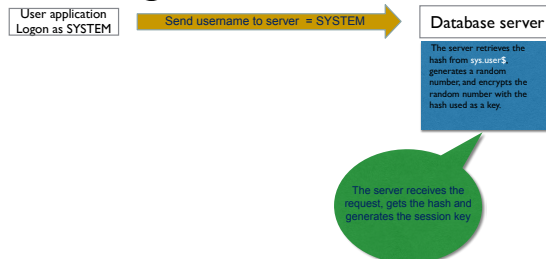 User application
Logon as SYSTEM
Send username to server = SYSTEM
Database server
The server retrieves the
hash from sys.user$,
generates a random
number, and encrypts the
random number with the
hash used as a key.
The server receives the
request, gets the hash and
generates the session key